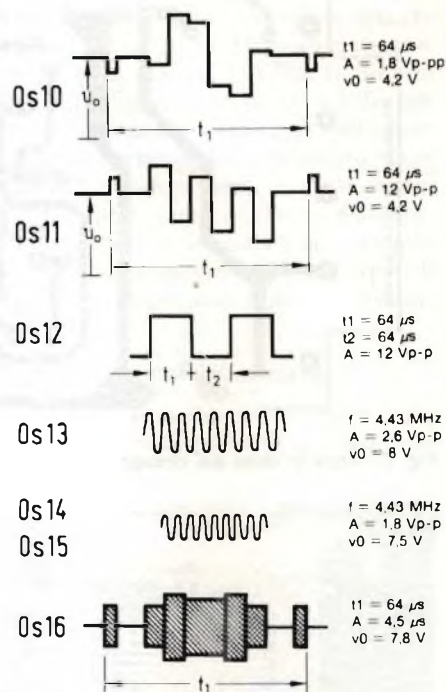 t1 = 64 µs
A = 1,8 Vp-pp
v0 = 4,2 V
Os10
u₀
t₁
t1 = 64 µs
A = 12 Vp-p
v0 = 4,2 V
Os11
u₀
t₁
t1 = 64 µs
t2 = 64 µs
A = 12 Vp-p
Os12
t₁ t₂
Os13
f = 4,43 MHz
A = 2,6 Vp-p
v0 = 8 V
Os14
Os15
f = 4,43 MHz
A = 1,8 Vp-p
v0 = 7,5 V
Os16
t1 = 64 µs
A = 4,5 µs
v0 = 7,8 V
t₁